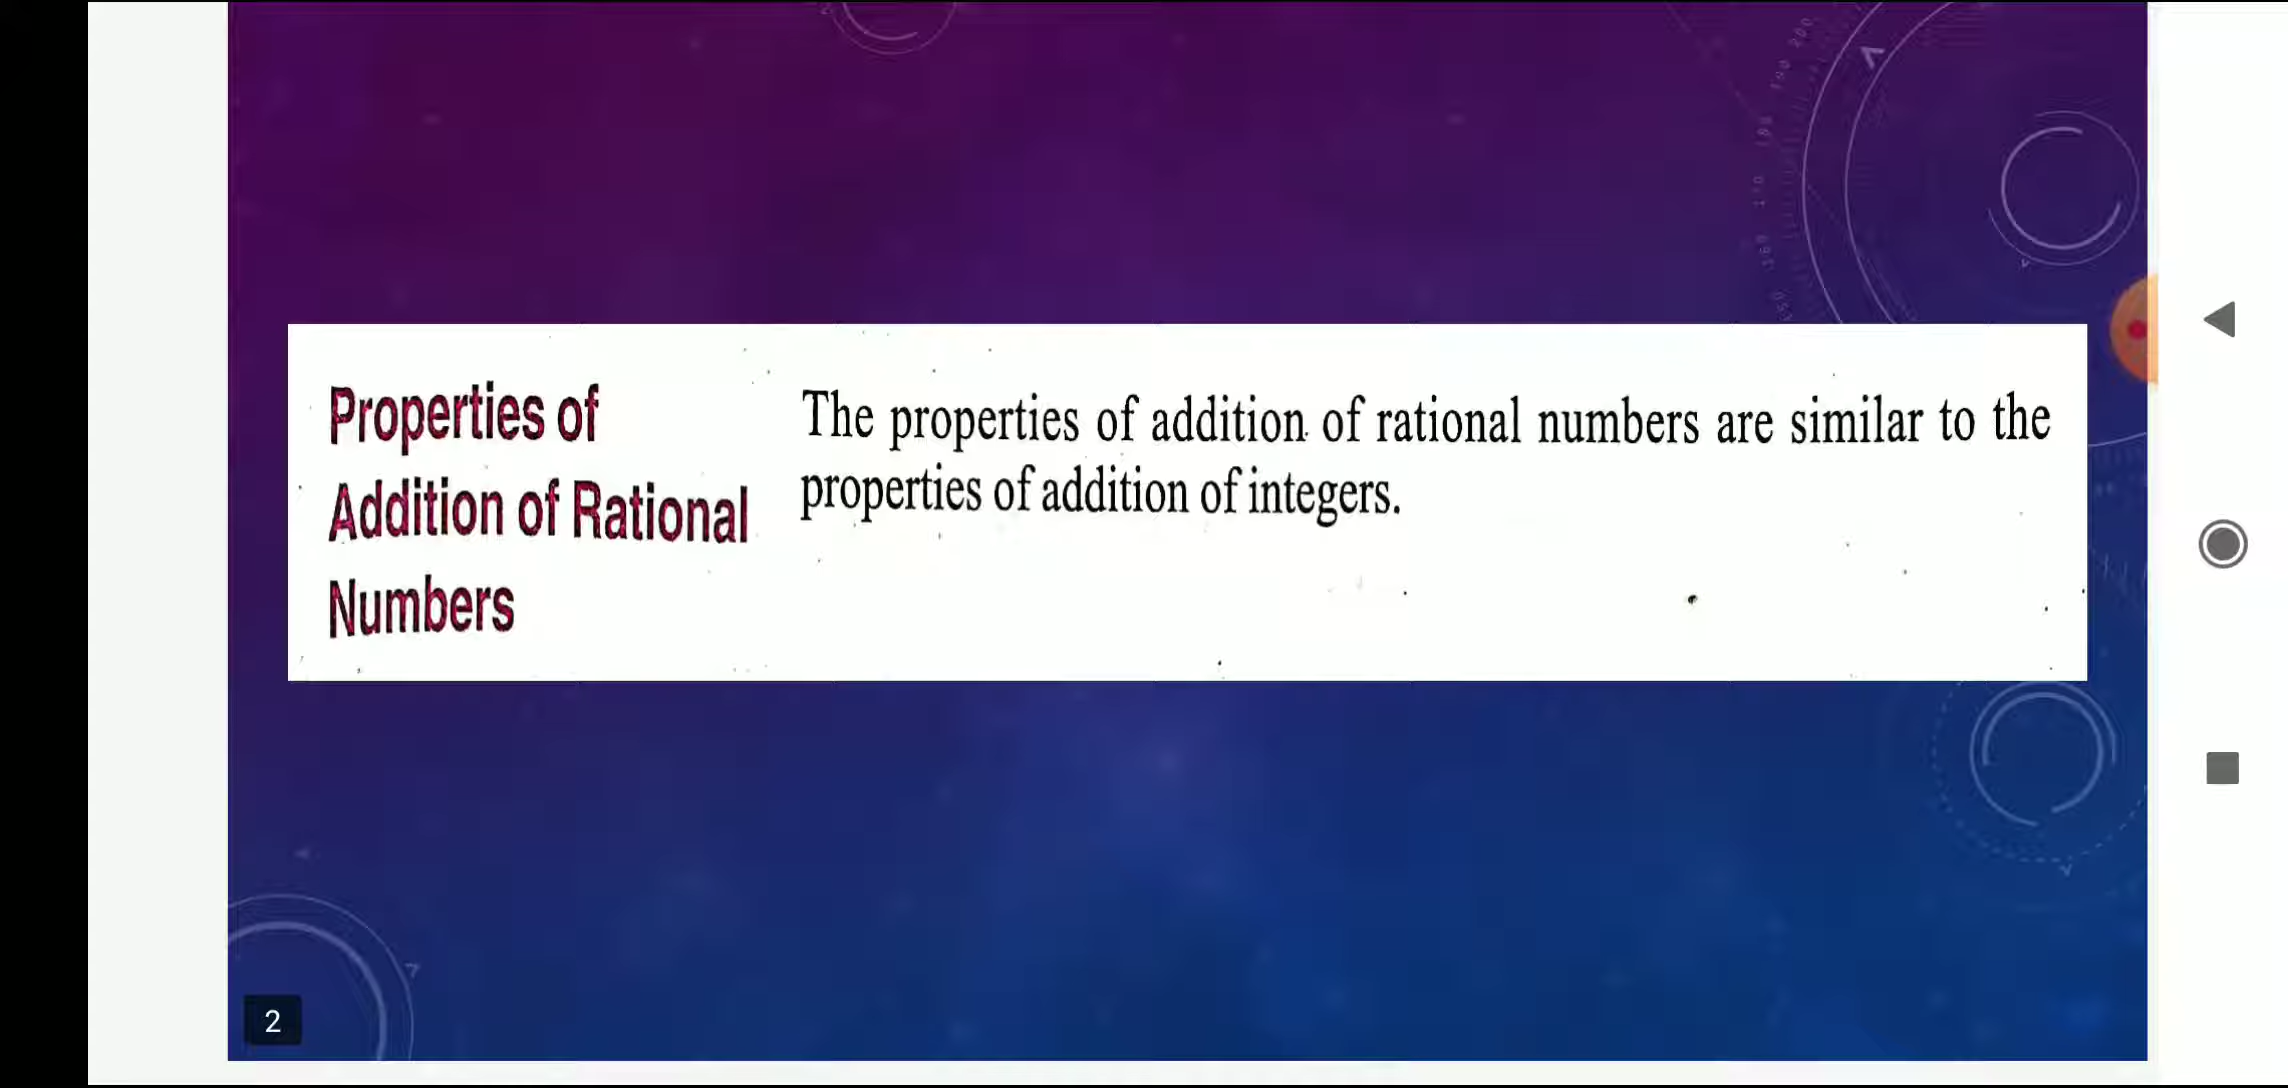 Properties of
Addition of Rational
Numbers
The properties of addition of rational numbers are similar to the
properties of addition of integers.
2